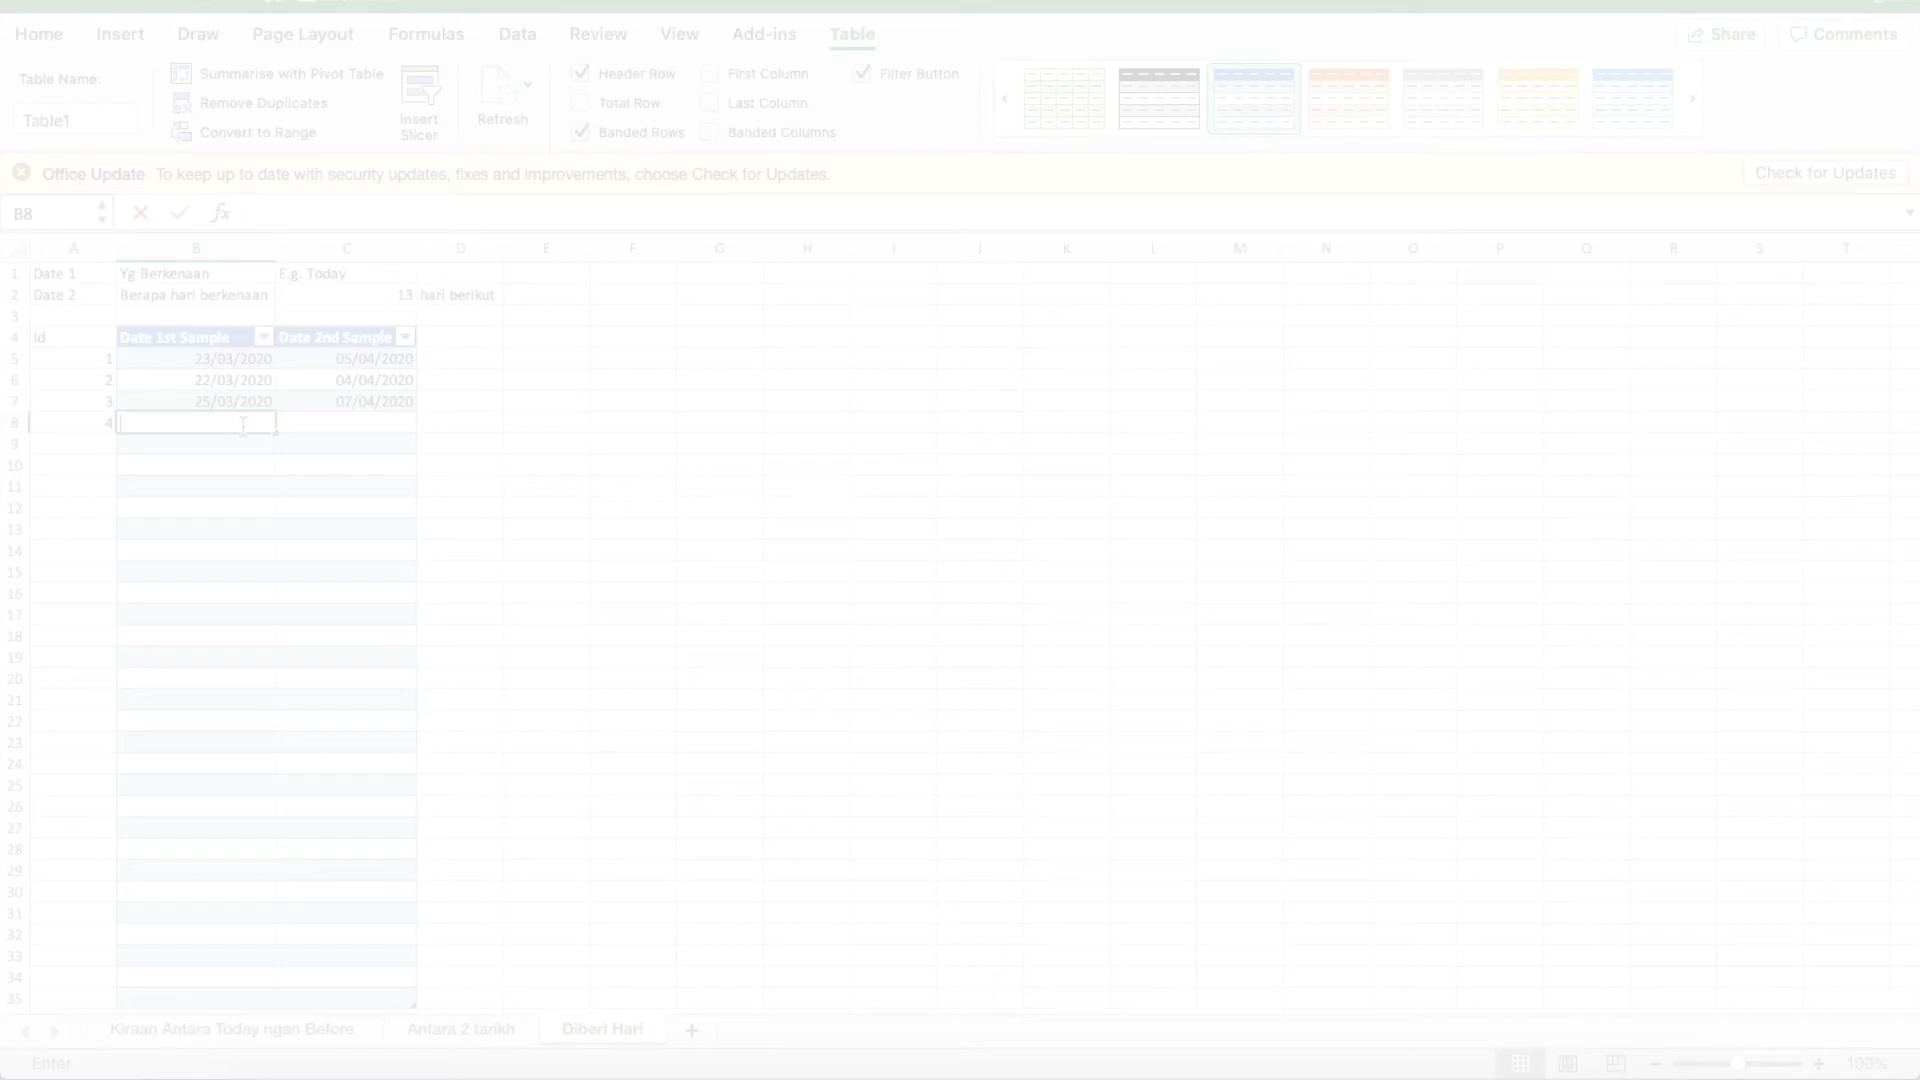 Home Insert Draw Page Layout Formulas Data Review View Add-ins Table Share Comments
Table Name: Summarise with Pivot Table Header Row First Column Filter Button
Remove Duplicates Total Row Last Column
Table1 Convert to Range Insert Slicer Refresh Banded Rows Banded Columns
Office Update To keep up to date with security updates, fixes and improvements, choose Check for Updates. Check for Updates
B8 fx
A B C D E F G H I J K L M N O P Q R S T
1 Date 1 Yg Berkenaan E.g. Today
2 Date 2 Berapa hari berkenaan 13 hari berikut
3
4 Id Date 1st Sample Date 2nd Sample
5 1 23/03/2020 05/04/2020
6 2 22/03/2020 04/04/2020
7 3 25/03/2020 07/04/2020
8 4
9
10
11
12
13
14
15
16
17
18
19
20
21
22
23
24
25
26
27
28
29
30
31
32
33
34
35
Kiraan Antara Today ngan Before Antara 2 tarikh Diberi Hari +
Enter 100%